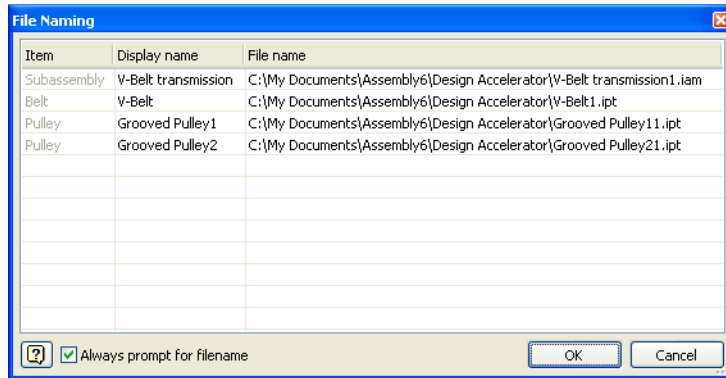 File Naming
Item Display name File name
Subassembly V-Belt transmission C:\My Documents\Assembly6\Design Accelerator\V-Belt transmission1.iam
Belt V-Belt C:\My Documents\Assembly6\Design Accelerator\V-Belt1.ipt
Pulley Grooved Pulley1 C:\My Documents\Assembly6\Design Accelerator\Grooved Pulley11.ipt
Pulley Grooved Pulley2 C:\My Documents\Assembly6\Design Accelerator\Grooved Pulley21.ipt
? Always prompt for filename OK Cancel